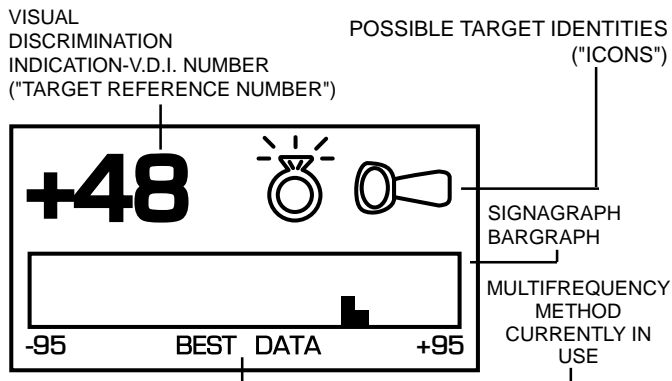 VISUAL
DISCRIMINATION
INDICATION-V.D.I. NUMBER
("TARGET REFERENCE NUMBER")
POSSIBLE TARGET IDENTITIES
("ICONS")
+48
SIGNAGRAPH
BARGRAPH
-95 BEST DATA +95
MULTIFREQUENCY
METHOD
CURRENTLY IN
USE